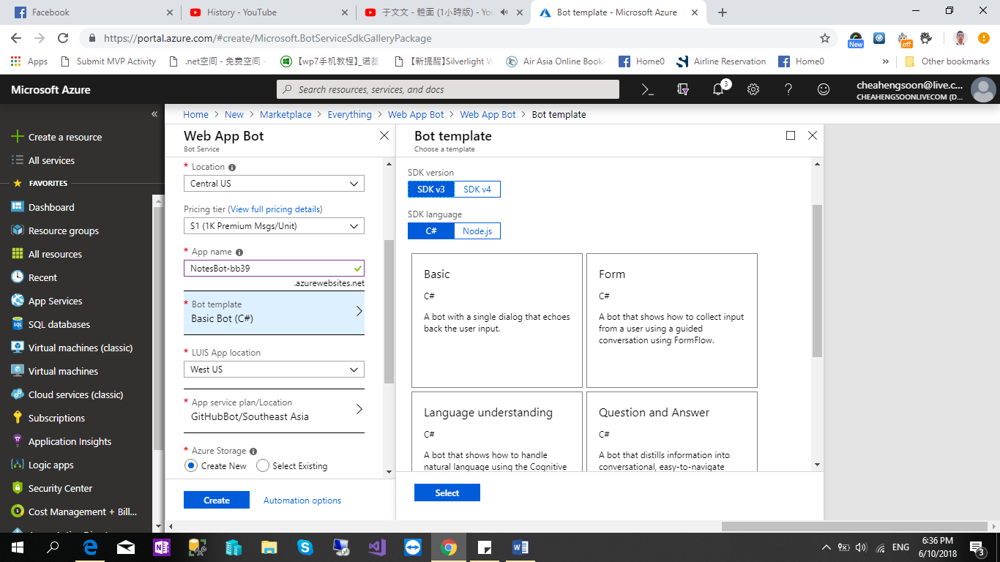 Facebook
History - YouTube
于文文 - 體面 (1小時版) - You
Bot template - Microsoft Azure
https://portal.azure.com/#create/Microsoft.BotServiceSdkGalleryPackage
New
off
Apps
Submit MVP Activity
.net空间 - 免费空间 -
【wp7手机教程】_诺基
【新提醒】Silverlight W
Air Asia Online Booki
Home0
Airline Reservation
Home0
»
Other bookmarks
Microsoft Azure
Search resources, services, and docs
3
cheahengsoon@live.c...
CHEAHENGSOONLIVECOM (D...
Home > New > Marketplace > Everything > Web App Bot > Web App Bot > Bot template
Create a resource
All services
FAVORITES
Dashboard
Resource groups
All resources
Recent
App Services
SQL databases
Virtual machines (classic)
Virtual machines
Cloud services (classic)
Subscriptions
Application Insights
Logic apps
Security Center
Cost Management + Bill...
Web App Bot
Bot Service
* Location
Central US
Pricing tier (View full pricing details)
S1 (1K Premium Msgs/Unit)
* App name
NotesBot-bb39
.azurewebsites.net
* Bot template
Basic Bot (C#)
* LUIS App location
West US
* App service plan/Location
GitHubBot/Southeast Asia
* Azure Storage
Create New
Select Existing
Create
Automation options
Bot template
Choose a template
SDK version
SDK v3
SDK v4
SDK language
C#
Node.js
Basic
C#
A bot with a single dialog that echoes
back the user input.
Form
C#
A bot that shows how to collect input
from a user using a guided
conversation using FormFlow.
Language understanding
C#
A bot that shows how to handle
natural language using the Cognitive
Question and Answer
C#
A bot that distills information into
conversational, easy-to-navigate
Select
ENG
6:36 PM
6/10/2018
3